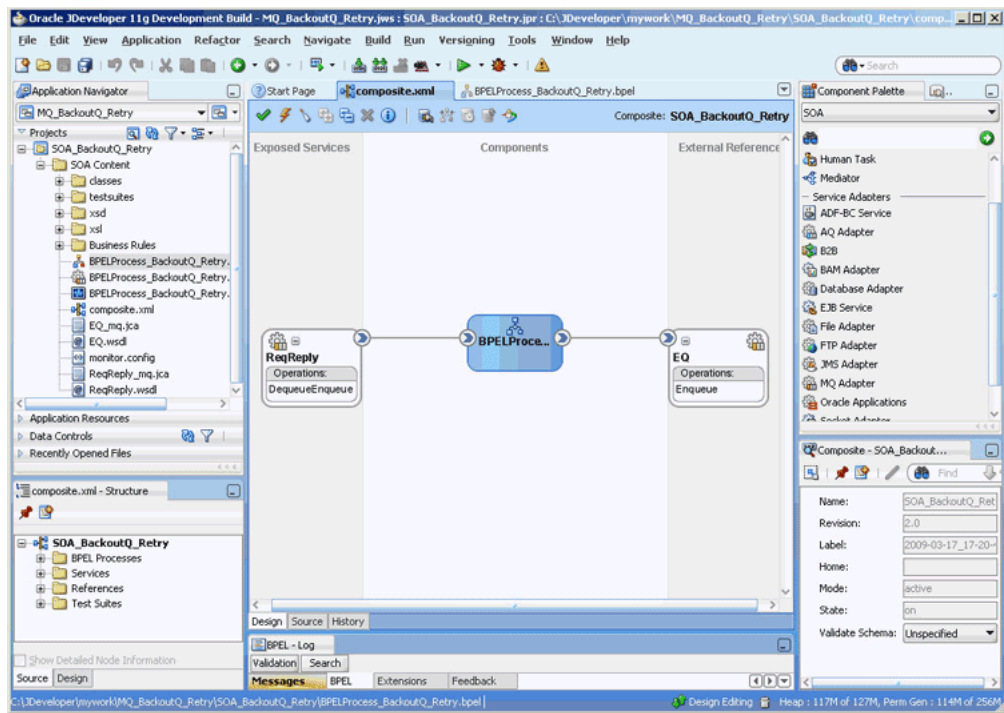 Oracle JDeveloper 11g Development Build - MQ_BackoutQ_Retry.jws : SOA_BackoutQ_Retry.jpr : C:\JDeveloper\mywork\MQ_BackoutQ_Retry\SOA_BackoutQ_Retry\comp...
File Edit View Application Refactor Search Navigate Build Run Versioning Tools Window Help
Search
Application Navigator
MQ_BackoutQ_Retry
Projects
SOA_BackoutQ_Retry
SOA Content
classes
testsuites
xsd
xsl
Business Rules
BPELProcess_BackoutQ_Retry.
BPELProcess_BackoutQ_Retry.
BPELProcess_BackoutQ_Retry.
composite.xml
EQ_mq.jca
EQ.wsdl
monitor.config
ReqReply_mq.jca
ReqReply.wsdl
Application Resources
Data Controls
Recently Opened Files
composite.xml - Structure
SOA_BackoutQ_Retry
BPEL Processes
Services
References
Test Suites
Show Detailed Node Information
Source Design
Start Page composite.xml BPELProcess_BackoutQ_Retry.bpel
Composite: SOA_BackoutQ_Retry
Exposed Services Components External Reference
ReqReply
Operations:
DequeueEnqueue
BPELProce...
EQ
Operations:
Enqueue
Design Source History
BPEL - Log
Validation Search
Messages BPEL Extensions Feedback
Component Palette
SOA
Human Task
Mediator
Service Adapters
ADF-BC Service
AQ Adapter
B2B
BAM Adapter
Database Adapter
EJB Service
File Adapter
FTP Adapter
JMS Adapter
MQ Adapter
Oracle Applications
Socket Adapter
Composite - SOA_Backout...
Find
Name: SOA_BackoutQ_Ret
Revision: 2.0
Label: 2009-03-17_17-20-
Home:
Mode: active
State: on
Validate Schema: Unspecified
C:\JDeveloper\mywork\MQ_BackoutQ_Retry\SOA_BackoutQ_Retry\BPELProcess_BackoutQ_Retry.bpel
Design Editing Heap : 117M of 127M, Perm Gen : 114M of 256M